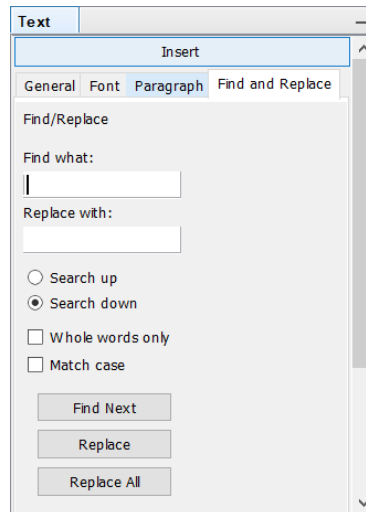 Text
Insert
General Font Paragraph Find and Replace
Find/Replace
Find what:
Replace with:
Search up
Search down
Whole words only
Match case
Find Next
Replace
Replace All